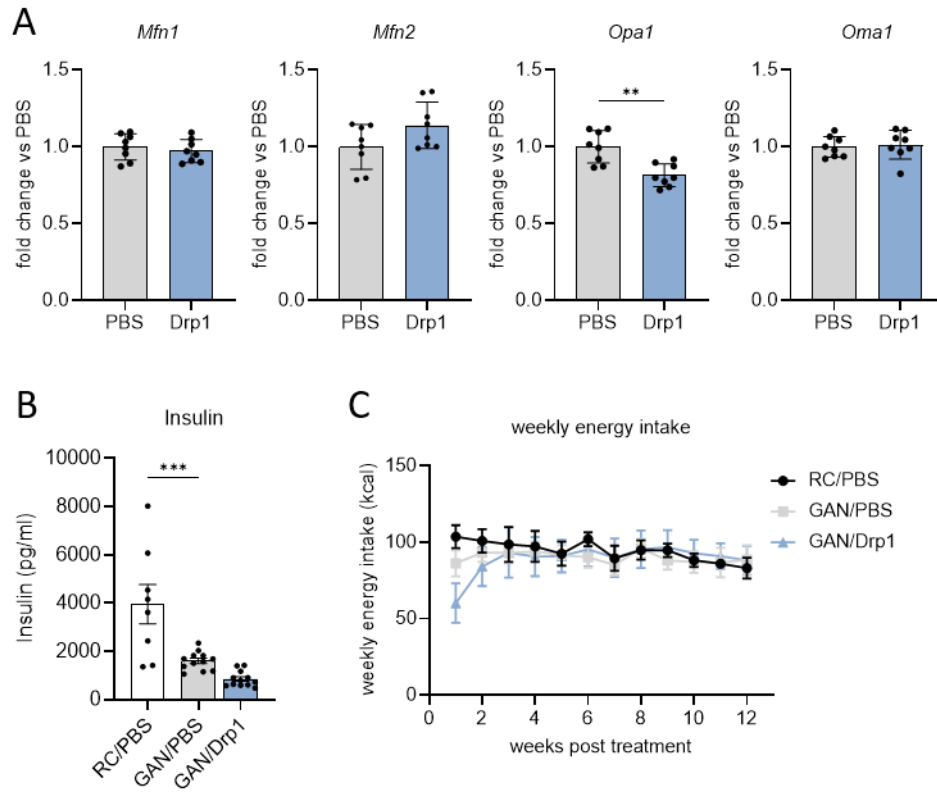 A
Mfn1
Mfn2
Opa1
Oma1
fold change vs PBS
1.5
1.0
0.5
0.0
PBS
Drp1
fold change vs PBS
1.5
1.0
0.5
0.0
PBS
Drp1
fold change vs PBS
1.5
1.0
0.5
0.0
**
PBS
Drp1
fold change vs PBS
1.5
1.0
0.5
0.0
PBS
Drp1
B
Insulin
Insulin (pg/ml)
10000
8000
6000
4000
2000
0
***
RC/PBS
GAN/PBS
GAN/Drp1
C
weekly energy intake
weekly energy intake (kcal)
150
100
50
0
0
2
4
6
8
10
12
weeks post treatment
RC/PBS
GAN/PBS
GAN/Drp1